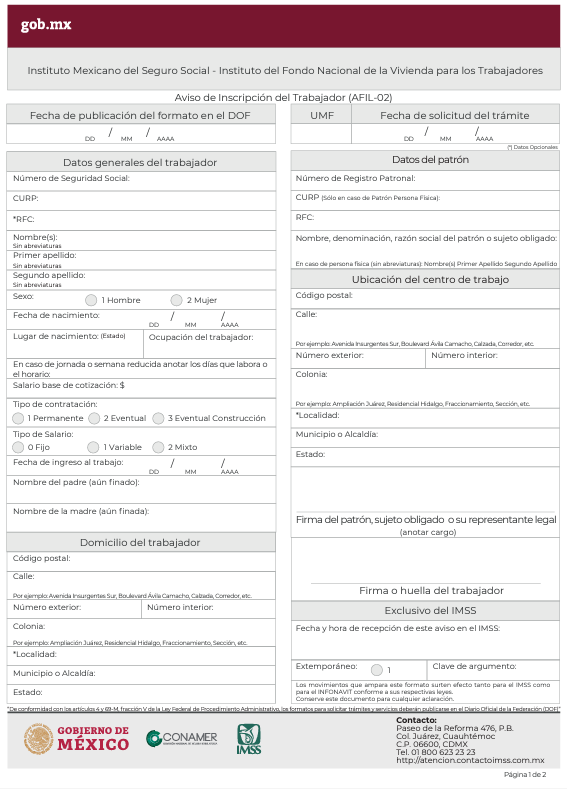 gob.mx
Instituto Mexicano del Seguro Social - Instituto del Fondo Nacional de la Vivienda para los Trabajadores
Aviso de Inscripción del Trabajador (AFIL-02)
Fecha de publicación del formato en el DOF
/ /
DD MM AAAA
UMF
Fecha de solicitud del trámite
/ /
DD MM AAAA
(*) Datos Opcionales
Datos generales del trabajador
Número de Seguridad Social:
CURP:
*RFC:
Nombre(s):
Sin abreviaturas
Primer apellido:
Sin abreviaturas
Segundo apellido:
Sin abreviaturas
Sexo: 1 Hombre 2 Mujer
Fecha de nacimiento: / /
DD MM AAAA
Lugar de nacimiento: (Estado)
Ocupación del trabajador:
En caso de jornada o semana reducida anotar los días que labora o
el horario:
Salario base de cotización: $
Tipo de contratación:
1 Permanente 2 Eventual 3 Eventual Construcción
Tipo de Salario:
0 Fijo 1 Variable 2 Mixto
Fecha de ingreso al trabajo: / /
DD MM AAAA
Nombre del padre (aún finado):
Nombre de la madre (aún finada):
Domicilio del trabajador
Código postal:
Calle:
Por ejemplo: Avenida Insurgentes Sur, Boulevard Ávila Camacho, Calzada, Corredor, etc.
Número exterior:
Número interior:
Colonia:
Por ejemplo: Ampliación Juárez, Residencial Hidalgo, Fraccionamiento, Sección, etc.
*Localidad:
Municipio o Alcaldía:
Estado:
Datos del patrón
Número de Registro Patronal:
CURP (Sólo en caso de Patrón Persona Física):
RFC:
Nombre, denominación, razón social del patrón o sujeto obligado:
En caso de persona física (sin abreviaturas): Nombre(s) Primer Apellido Segundo Apellido
Ubicación del centro de trabajo
Código postal:
Calle:
Por ejemplo: Avenida Insurgentes Sur, Boulevard Ávila Camacho, Calzada, Corredor, etc.
Número exterior:
Número interior:
Colonia:
Por ejemplo: Ampliación Juárez, Residencial Hidalgo, Fraccionamiento, Sección, etc.
*Localidad:
Municipio o Alcaldía:
Estado:
Firma del patrón, sujeto obligado o su representante legal
(anotar cargo)
Firma o huella del trabajador
Exclusivo del IMSS
Fecha y hora de recepción de este aviso en el IMSS:
Extemporáneo: 1
Clave de argumento:
Los movimientos que ampara este formato surten efecto tanto para el IMSS como
para el INFONAVIT conforme a sus respectivas leyes.
Conserve este documento para cualquier aclaración.
"De conformidad con los artículos 4 y 69-M, fracción V de la Ley Federal de Procedimiento Administrativo, los formatos para solicitar trámites y servicios deberán publicarse en el Diario Oficial de la Federación (DOF)"
GOBIERNO DE
MÉXICO
CONAMER
IMSS
Contacto:
Paseo de la Reforma 476, P.B.
Col. Juárez, Cuauhtémoc
C.P. 06600, CDMX
Tel. 01 800 623 23 23
http://atencion.contactoimss.com.mx
Página 1 de 2